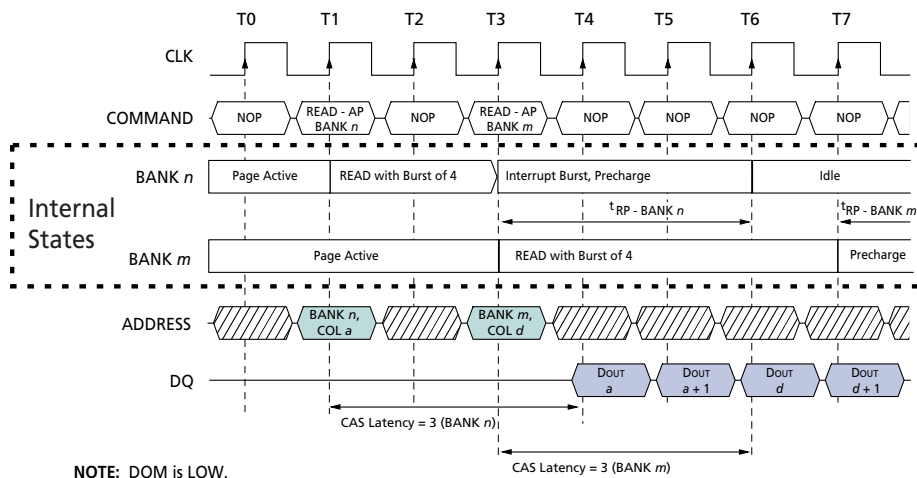 T0 T1 T2 T3 T4 T5 T6 T7
CLK
COMMAND NOP READ - AP BANK n NOP READ - AP BANK m NOP NOP NOP NOP
Internal States
BANK n Page Active READ with Burst of 4 Interrupt Burst, Precharge Idle
tRP - BANK n tRP - BANK m
BANK m Page Active READ with Burst of 4 Precharge
ADDRESS BANK n, COL a BANK m, COL d
DQ DOUT a DOUT a + 1 DOUT d DOUT d + 1
CAS Latency = 3 (BANK n)
CAS Latency = 3 (BANK m)
NOTE: DQM is LOW.